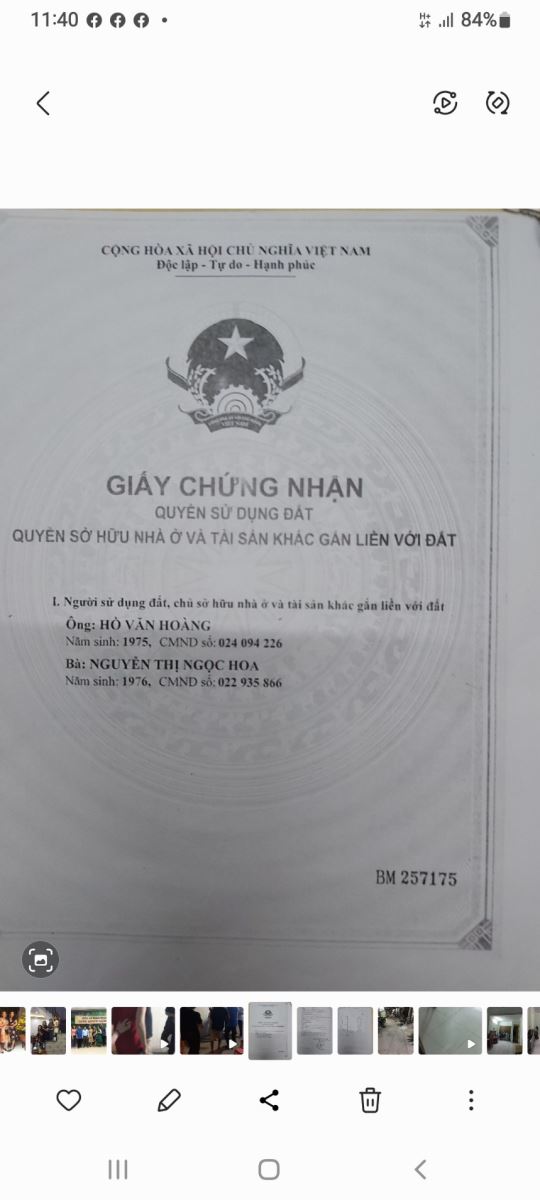 11:40
84%
CỘNG HÒA XÃ HỘI CHỦ NGHĨA VIỆT NAM
Độc lập - Tự do - Hạnh phúc
VIỆT NAM
GIẤY CHỨNG NHẬN
QUYỀN SỬ DỤNG ĐẤT
QUYỀN SỞ HỮU NHÀ Ở VÀ TÀI SẢN KHÁC GẮN LIỀN VỚI ĐẤT
I. Người sử dụng đất, chủ sở hữu nhà ở và tài sản khác gắn liền với đất
Ông: HỒ VĂN HOÀNG
Năm sinh: 1975, CMND số: 024 094 226
Bà: NGUYỄN THỊ NGỌC HOA
Năm sinh: 1976, CMND số: 022 935 866
BM 257175